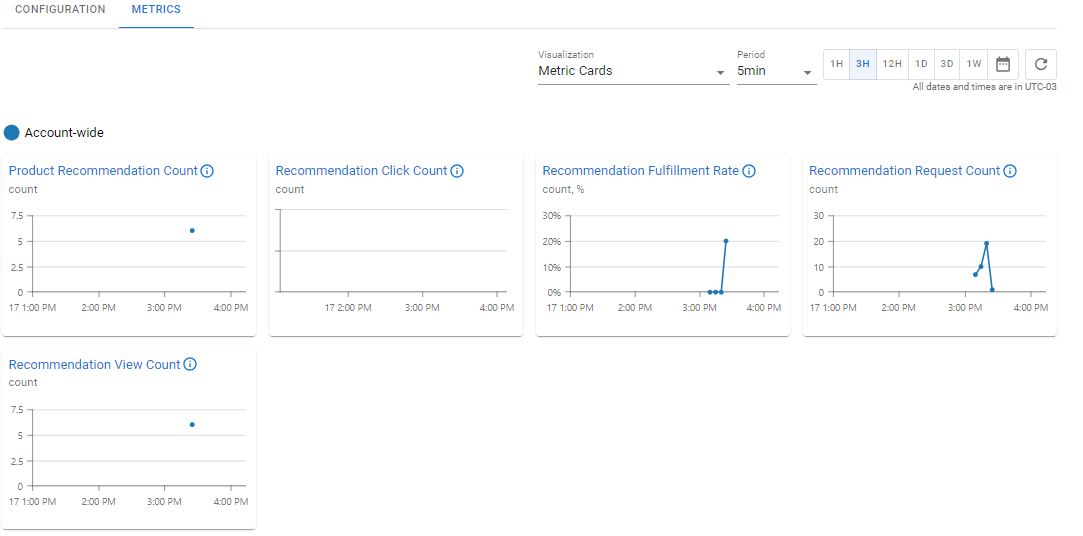 CONFIGURATION METRICS
Visualization Period
Metric Cards 5min 1H 3H 12H 1D 3D 1W
All dates and times are in UTC-03
Account-wide
Product Recommendation Count
count
7.5
5
2.5
0
17 1:00 PM 2:00 PM 3:00 PM 4:00 PM
Recommendation Click Count
count
17 2:00 PM 3:00 PM 4:00 PM
Recommendation Fulfillment Rate
count, %
30%
20%
10%
0%
17 1:00 PM 2:00 PM 3:00 PM 4:00 PM
Recommendation Request Count
count
30
20
10
0
17 1:00 PM 2:00 PM 3:00 PM 4:00 PM
Recommendation View Count
count
7.5
5
2.5
0
17 1:00 PM 2:00 PM 3:00 PM 4:00 PM